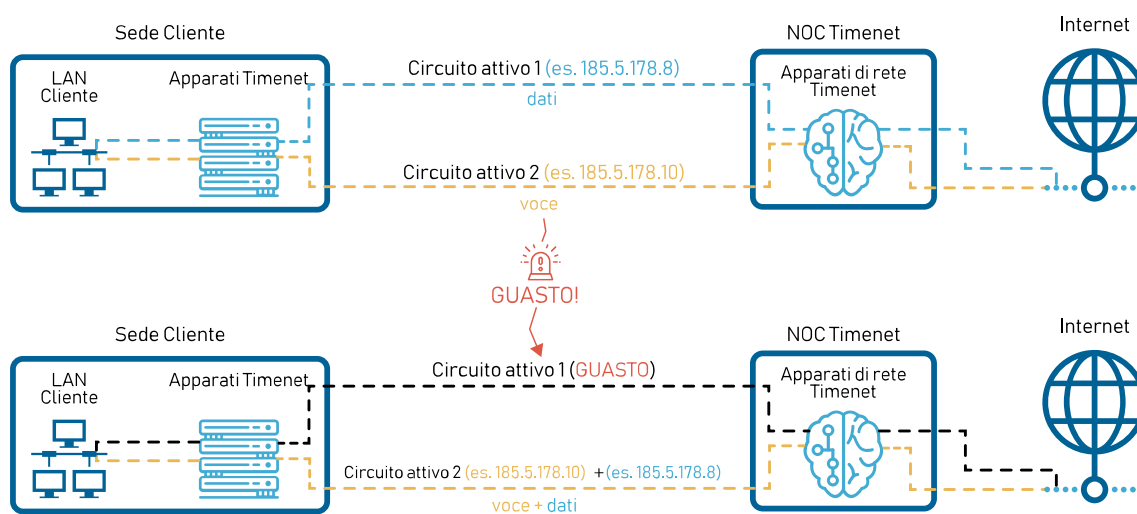 Sede Cliente
NOC Timenet
Internet
LAN
Cliente
Apparati Timenet
Circuito attivo 1 (es. 185.5.178.8)
dati
Apparati di rete
Timenet
Circuito attivo 2 (es. 185.5.178.10)
voce
GUASTO!
Sede Cliente
NOC Timenet
Internet
LAN
Cliente
Apparati Timenet
Circuito attivo 1 (GUASTO)
Apparati di rete
Timenet
Circuito attivo 2 (es. 185.5.178.10) +(es. 185.5.178.8)
voce + dati